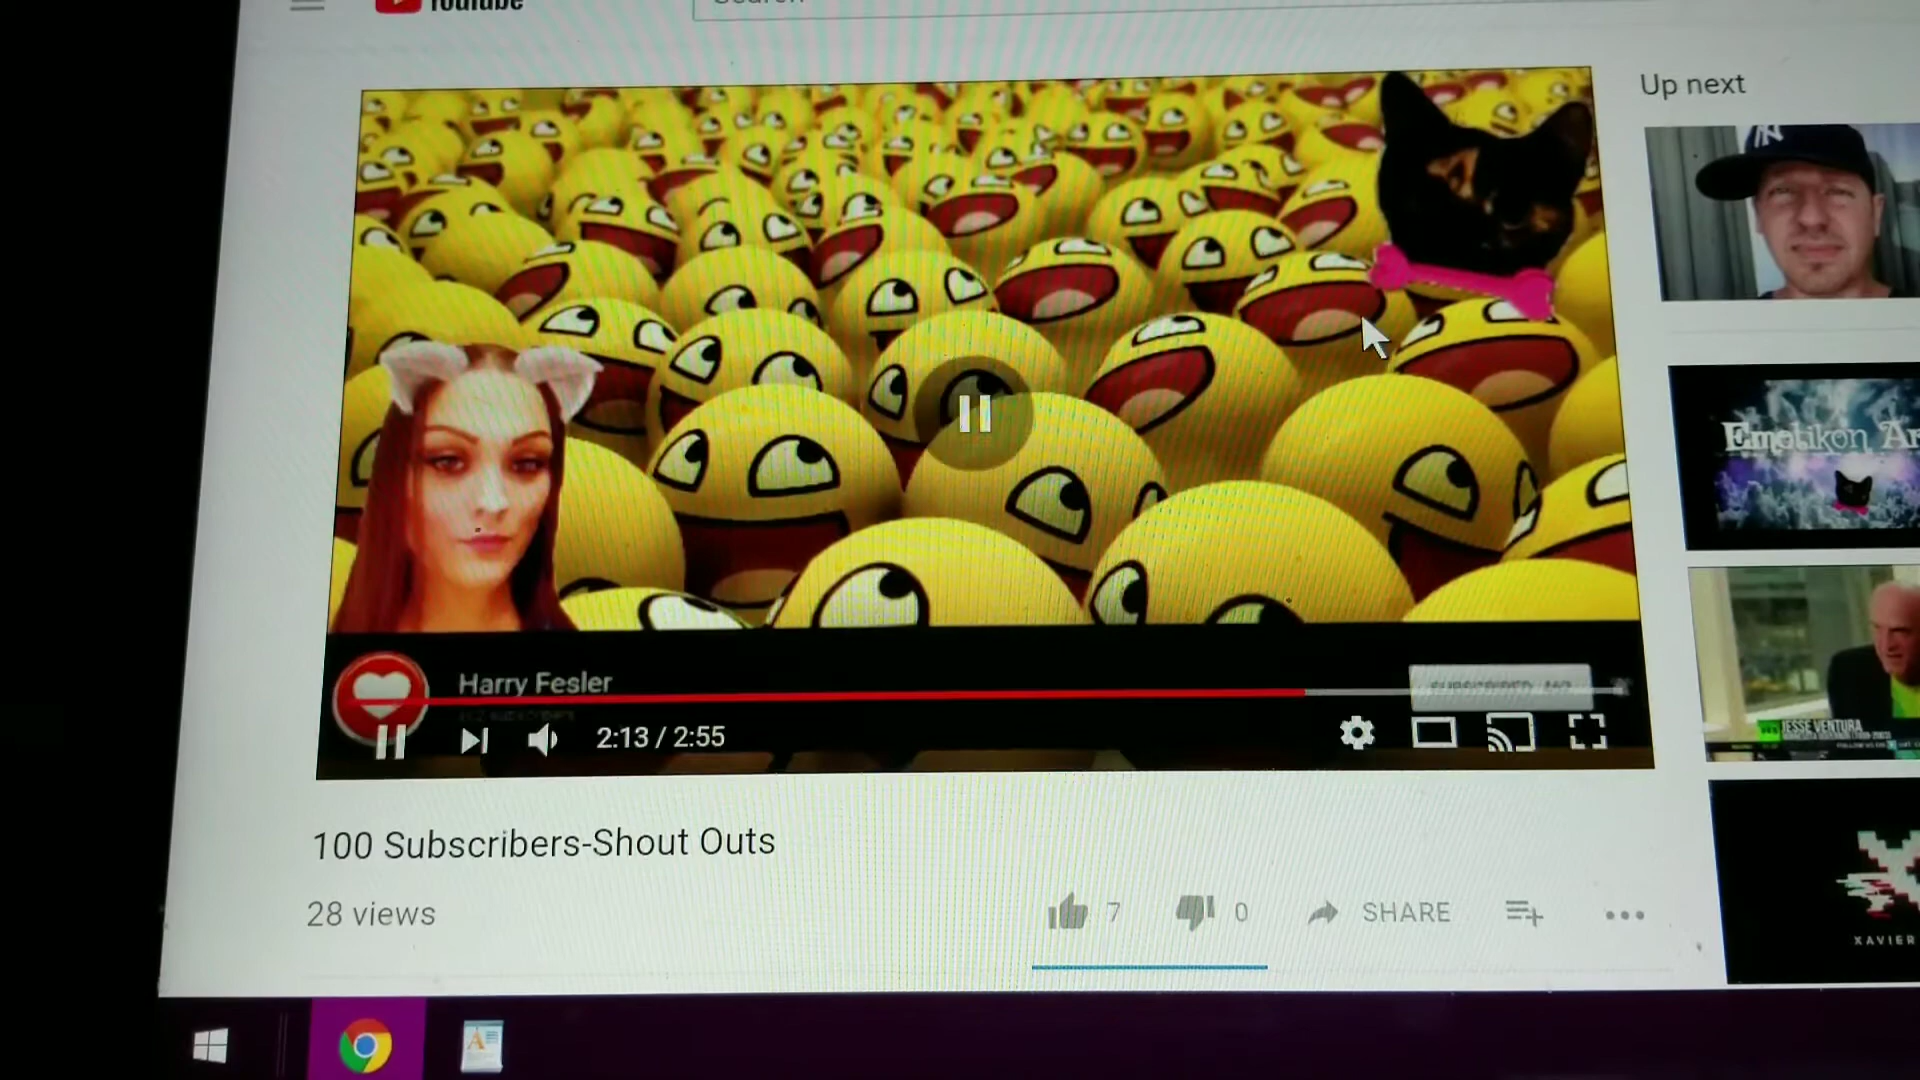 YouTube
Search
Up next
NY
Emotikon Ar
Harry Fesler
2:13 / 2:55
JESSE VENTURA
100 Subscribers-Shout Outs
28 views
7
0
SHARE
XAVIER